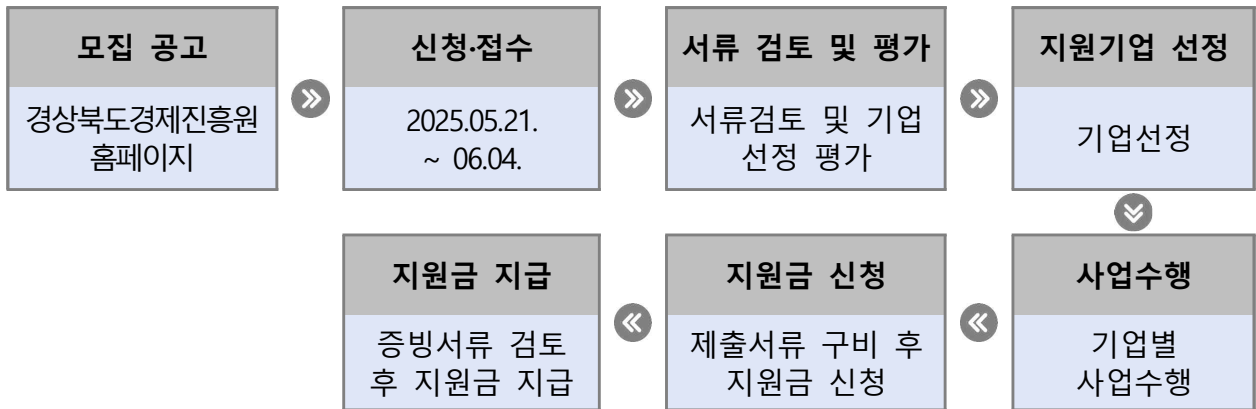 모집 공고
경상북도경제진흥원
홈페이지
신청·접수
2025.05.21.
~ 06.04.
서류 검토 및 평가
서류검토 및 기업
선정 평가
지원기업 선정
기업선정
사업수행
기업별
사업수행
지원금 신청
제출서류 구비 후
지원금 신청
지원금 지급
증빙서류 검토
후 지원금 지급